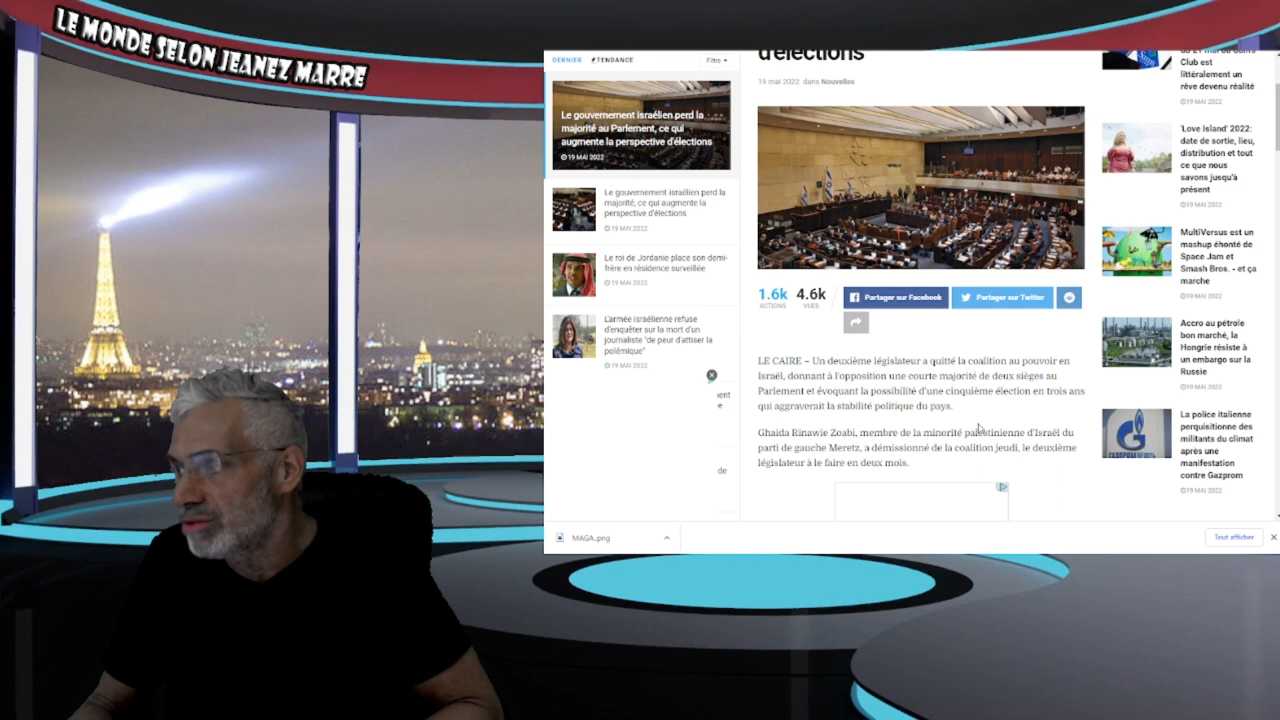 LE MONDE SELON JEANEZ MARRE
DERNIER TENDANCE Filtre
Le gouvernement israélien perd la
majorité au Parlement, ce qui
augmente la perspective d'élections
19 MAI 2022
Le gouvernement israélien perd la
majorité, ce qui augmente la
perspective d'élections
19 MAI 2022
Le roi de Jordanie place son demi-
frère en résidence surveillée
19 MAI 2022
L'armée israélienne refuse
d'enquêter sur la mort d'un
journaliste "de peur d'attiser la
polémique"
19 MAI 2022
d'élections
19 mai 2022 dans Nouvelles
1.6k 4.6k
ACTIONS VUES
Partager sur Facebook
Partager sur Twitter
LE CAIRE – Un deuxième législateur a quitté la coalition au pouvoir en
Israël, donnant à l'opposition une courte majorité de deux sièges au
Parlement et évoquant la possibilité d'une cinquième élection en trois ans
qui aggraverait la stabilité politique du pays.
Ghaida Rinawie Zoabi, membre de la minorité palestinienne d'Israël du
parti de gauche Meretz, a démissionné de la coalition jeudi, le deuxième
législateur à le faire en deux mois.
Club est
littéralement un
rêve devenu réalité
19 MAI 2022
'Love Island' 2022:
date de sortie, lieu,
distribution et tout
ce que nous
savons jusqu'à
présent
19 MAI 2022
MultiVersus est un
mashup éhonté de
Space Jam et
Smash Bros. - et ça
marche
19 MAI 2022
Accro au pétrole
bon marché, la
Hongrie résiste à
un embargo sur la
Russie
19 MAI 2022
La police italienne
perquisitionne des
militants du climat
après une
manifestation
contre Gazprom
19 MAI 2022
MAGA.png
Tout afficher